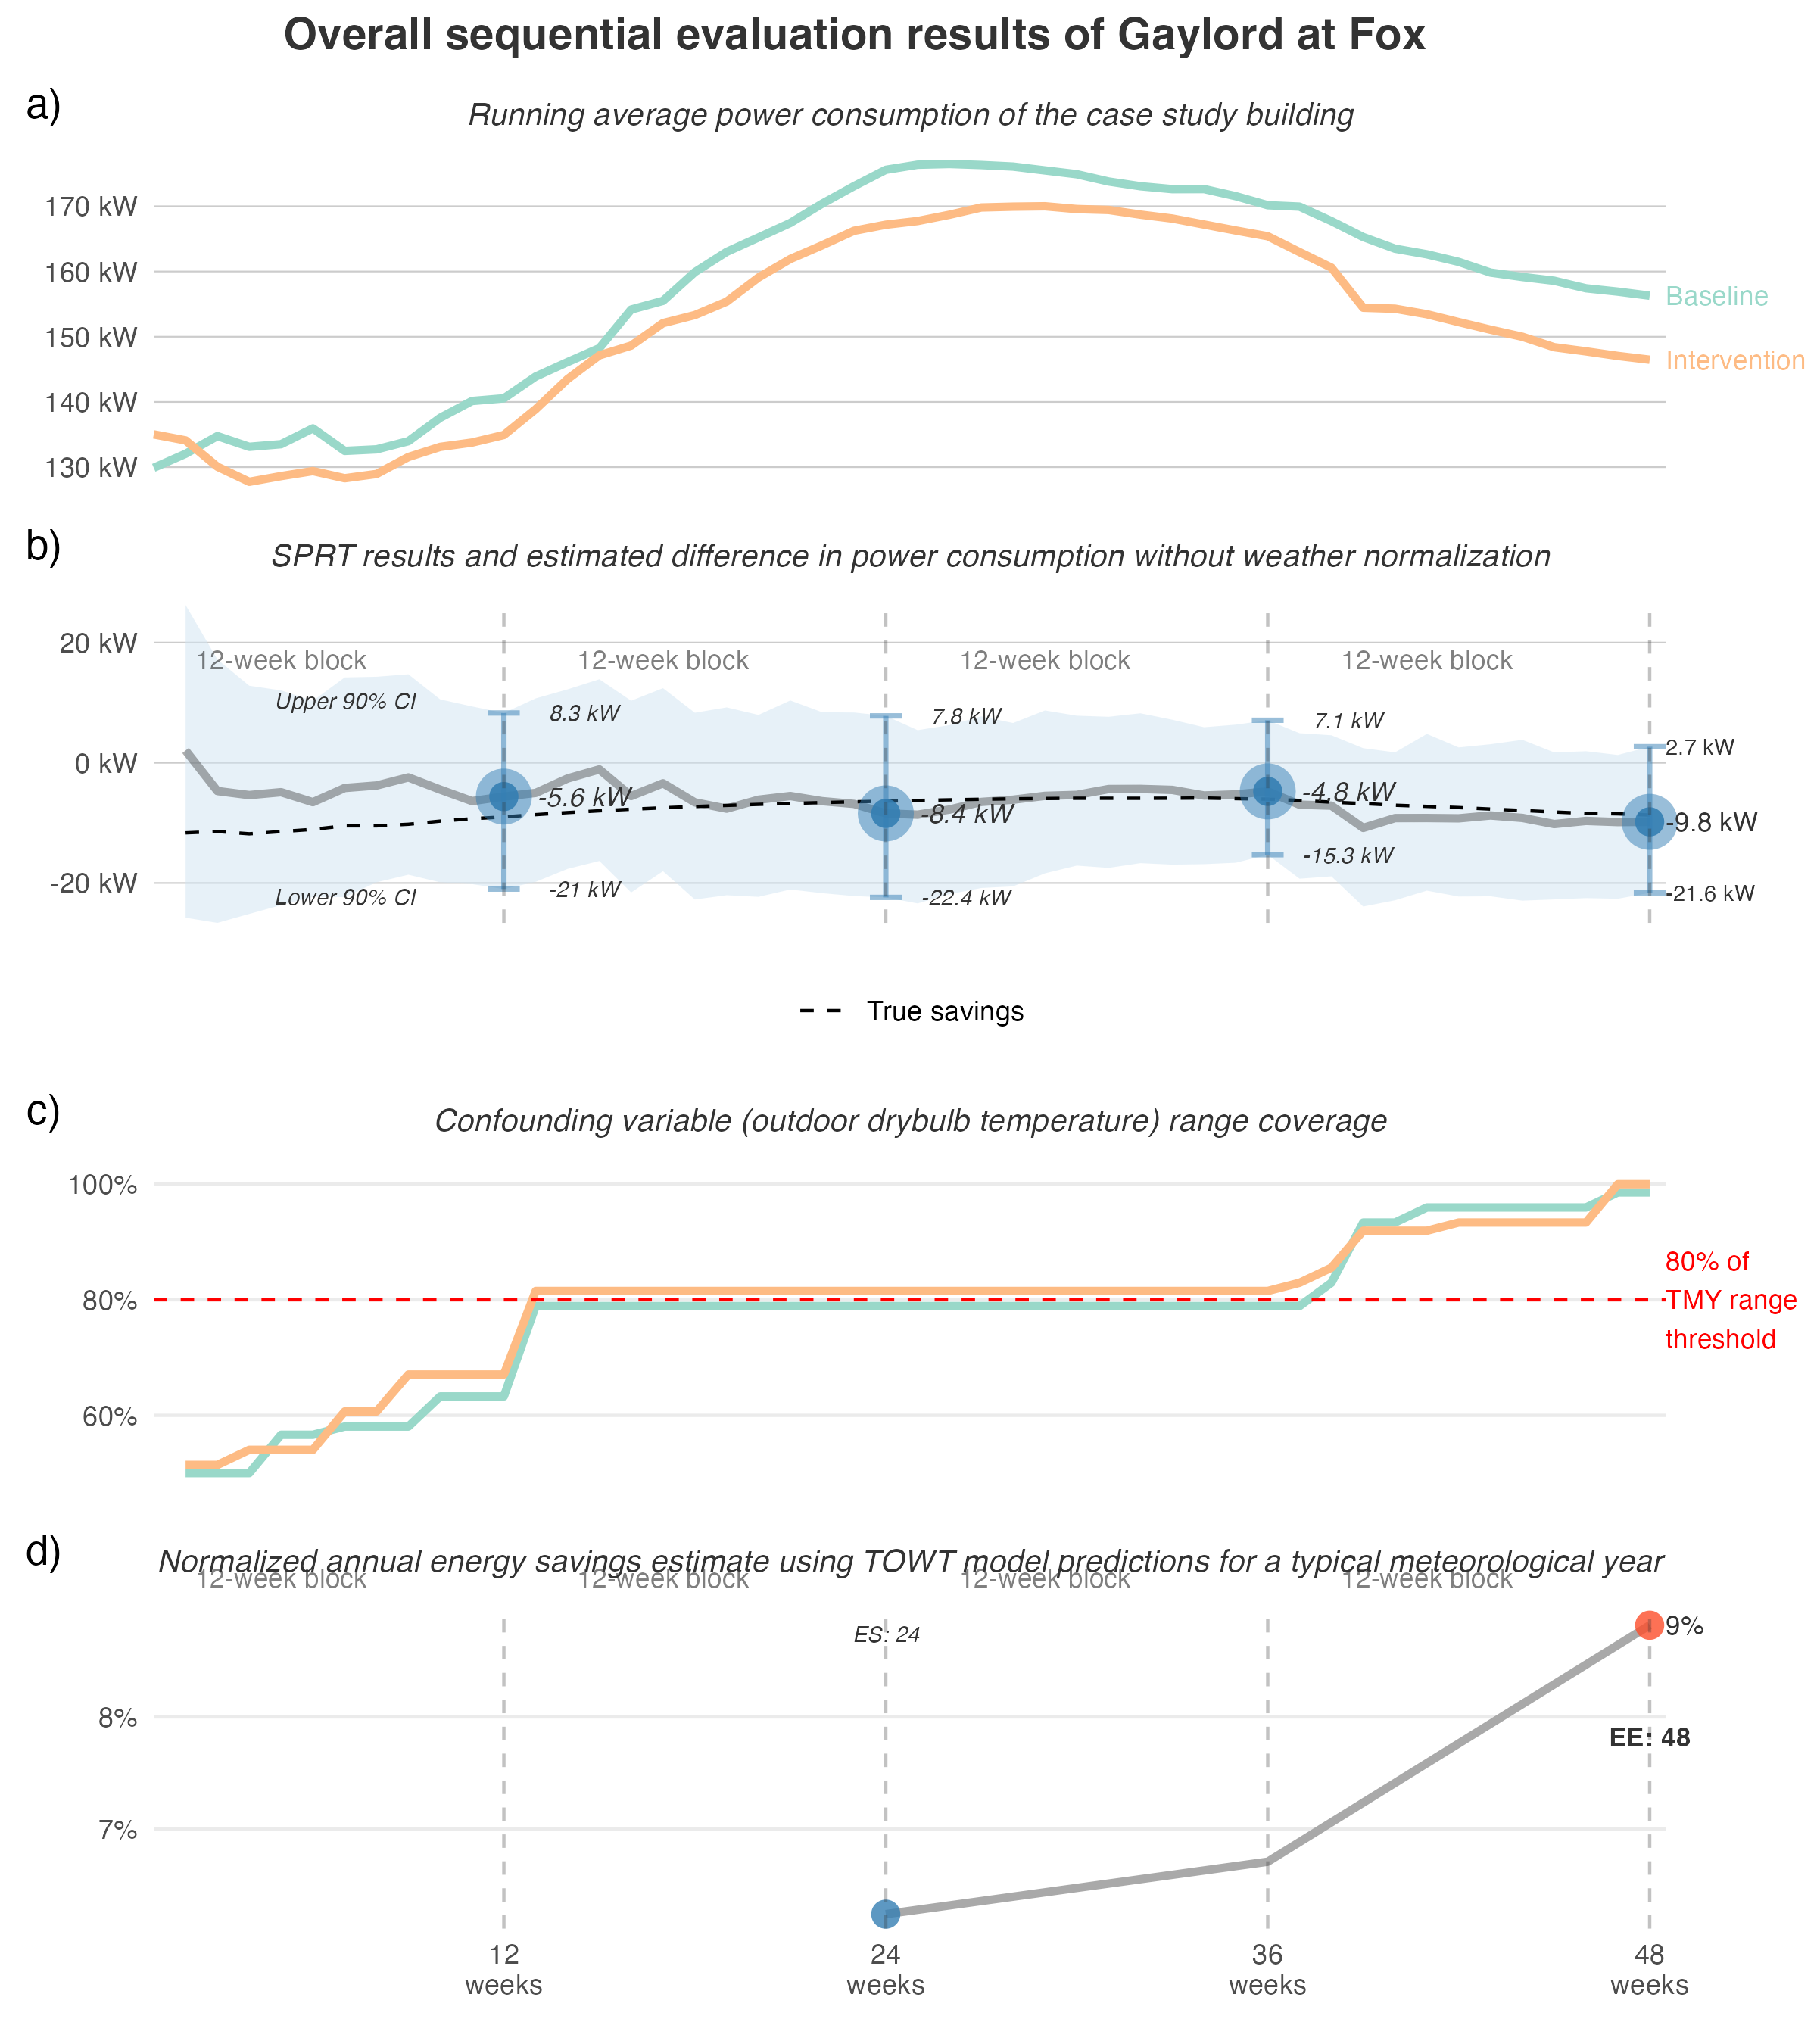 Overall sequential evaluation results of Gaylord at Fox
a)
Running average power consumption of the case study building
170 kW
160 kW
150 kW
140 kW
130 kW
Baseline
Intervention
b)
SPRT results and estimated difference in power consumption without weather normalization
20 kW
0 kW
-20 kW
12-week block
12-week block
12-week block
12-week block
Upper 90% CI
8.3 kW
7.8 kW
7.1 kW
2.7 kW
-5.6 kW
-8.4 kW
-4.8 kW
-9.8 kW
Lower 90% CI
-21 kW
-22.4 kW
-15.3 kW
-21.6 kW
True savings
c)
Confounding variable (outdoor drybulb temperature) range coverage
100%
80%
60%
80% of
TMY range
threshold
d)
Normalized annual energy savings estimate using TOWT model predictions for a typical meteorological year
12-week block
12-week block
12-week block
12-week block
ES: 24
9%
8%
EE: 48
7%
12
weeks
24
weeks
36
weeks
48
weeks